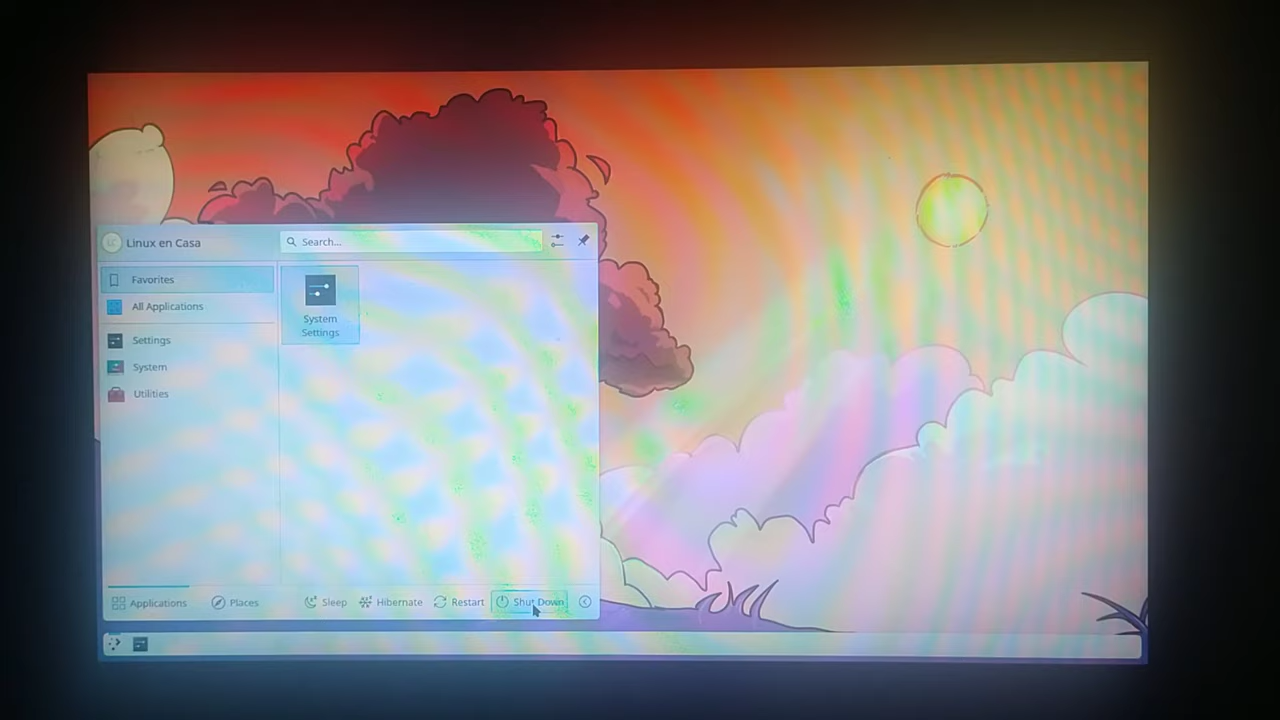 Linux en Casa
Search...
Favorites
All Applications
Settings
System
Utilities
System
Settings
Applications
Places
Sleep
Hibernate
Restart
Shut Down